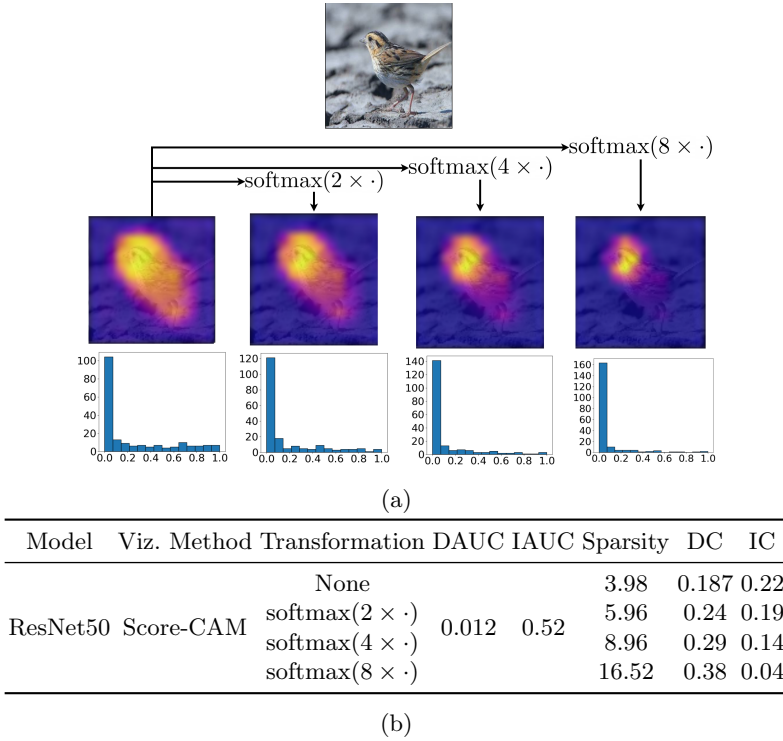 softmax(8 × ·)
softmax(4 × ·)
softmax(2 × ·)
100
80
60
40
20
0
0.0 0.2 0.4 0.6 0.8 1.0
120
100
80
60
40
20
0
0.0 0.2 0.4 0.6 0.8 1.0
140
120
100
80
60
40
20
0
0.0 0.2 0.4 0.6 0.8 1.0
160
140
120
100
80
60
40
20
0
0.0 0.2 0.4 0.6 0.8 1.0
(a)
Model Viz. Method Transformation DAUC IAUC Sparsity DC IC
None 3.98 0.187 0.22
softmax(2 × ·) 5.96 0.24 0.19
ResNet50 Score-CAM 0.012 0.52
softmax(4 × ·) 8.96 0.29 0.14
softmax(8 × ·) 16.52 0.38 0.04
(b)